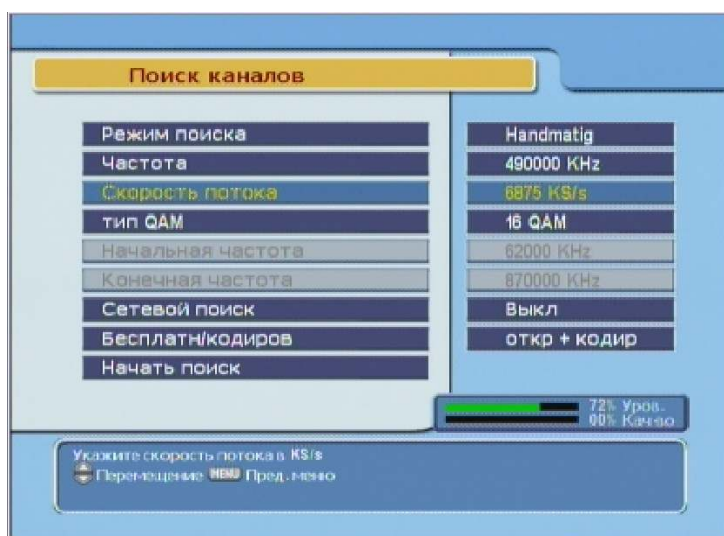 Поиск каналов
Режим поиска Handmatig
Частота 490000 KHz
Скорость потока 6875 KS/s
тип QAM 16 QAM
Начальная частота 62000 KHz
Конечная частота 870000 KHz
Сетевой поиск Выкл
Бесплатн/кодиров откр + кодир
Начать поиск
72% Уров.
00% Кач-во
Укажите скорость потока в KS/s
Перемещение MENU Пред. меню